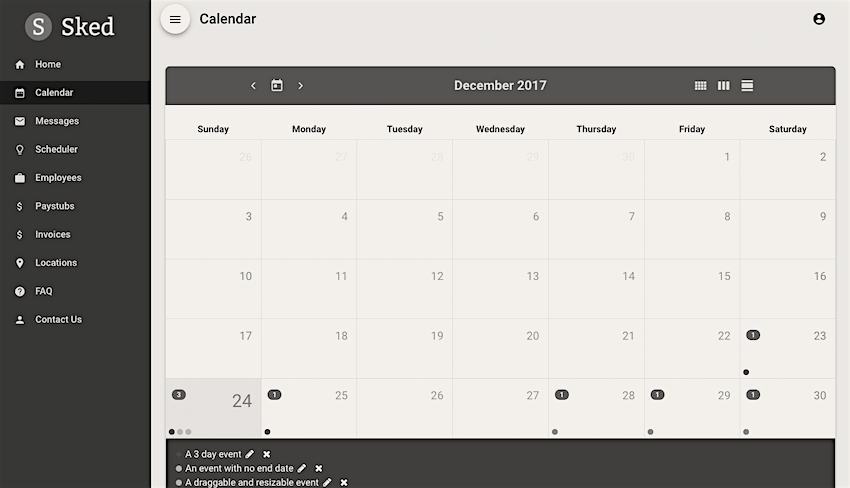 S Sked
Calendar
Home
Calendar
Messages
Scheduler
Employees
$ Paystubs
$ Invoices
Locations
? FAQ
Contact Us
December 2017
Sunday Monday Tuesday Wednesday Thursday Friday Saturday
26 27 28 29 30 1 2
3 4 5 6 7 8 9
10 11 12 13 14 15 16
17 18 19 20 21 22 1 23
3 24 1 25 26 27 1 28 1 29 1 30
A 3 day event
An event with no end date
A draggable and resizable event